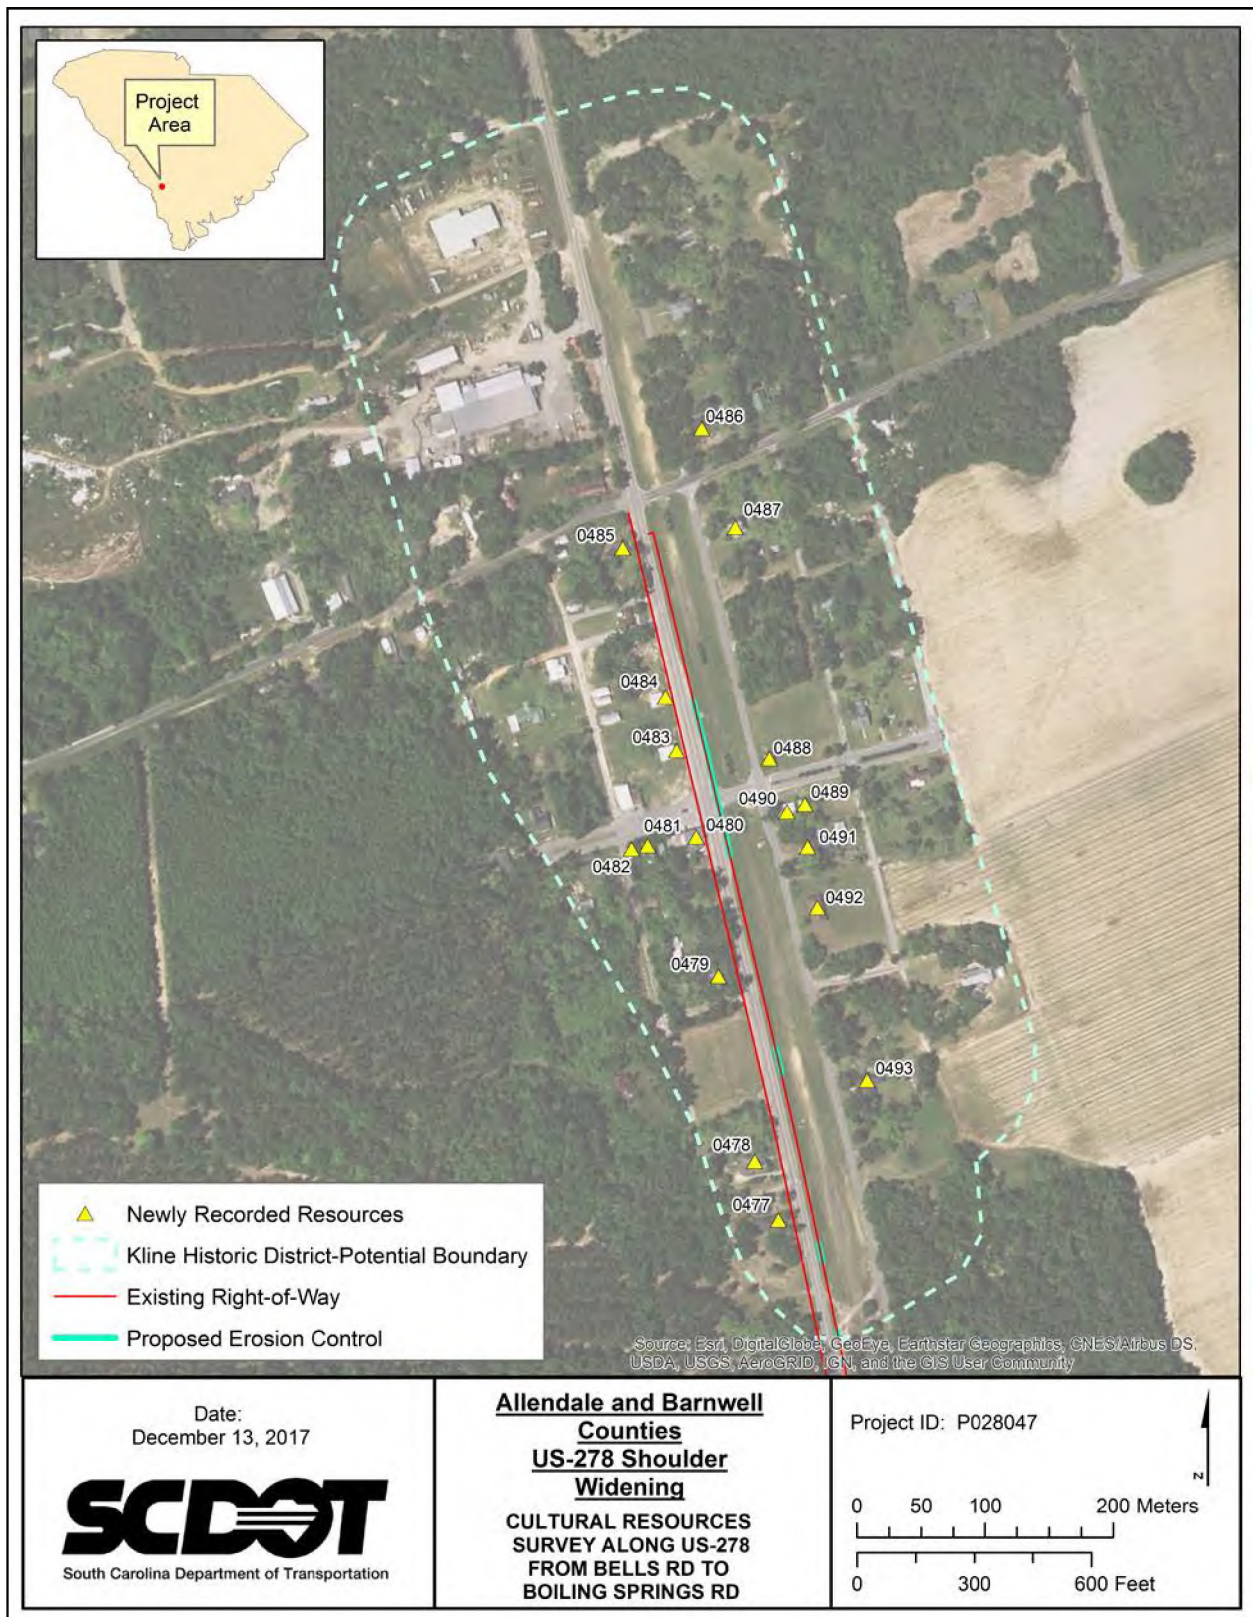 Project
Area
0486
0487
0485
0484
0483
0488
0490
0489
0481
0480
0491
0482
0492
0479
0493
0478
0477
Newly Recorded Resources
Kline Historic District-Potential Boundary
Existing Right-of-Way
Proposed Erosion Control
Source: Esri, DigitalGlobe, GeoEye, Earthstar Geographics, CNES/Airbus DS,
USDA, USGS, AeroGRID, IGN, and the GIS User Community
Date:
December 13, 2017
SCDOT
South Carolina Department of Transportation
Allendale and Barnwell
Counties
US-278 Shoulder
Widening
CULTURAL RESOURCES
SURVEY ALONG US-278
FROM BELLS RD TO
BOILING SPRINGS RD
Project ID: P028047
z
0 50 100 200 Meters
0 300 600 Feet